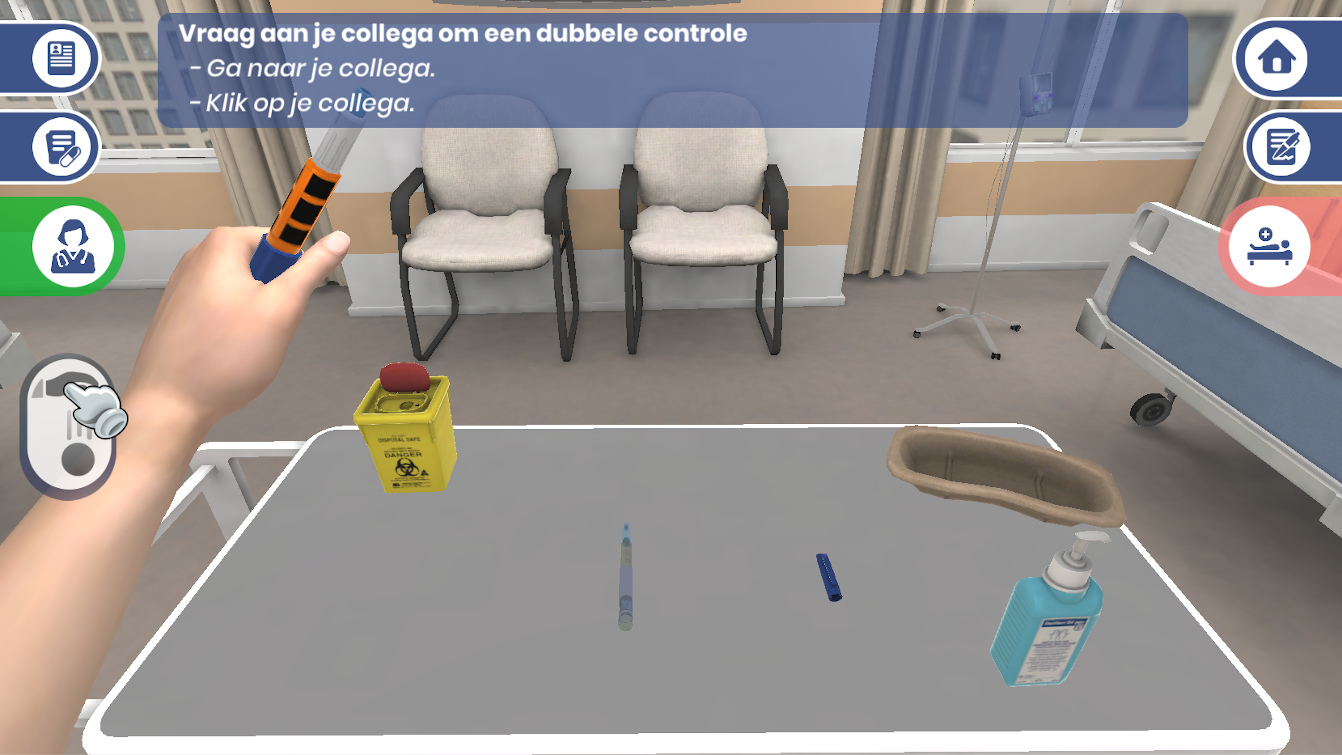 Vraag aan je collega om een dubbele controle
- Ga naar je collega.
- Klik op je collega.
DISPOSAL SAFE
DANGER